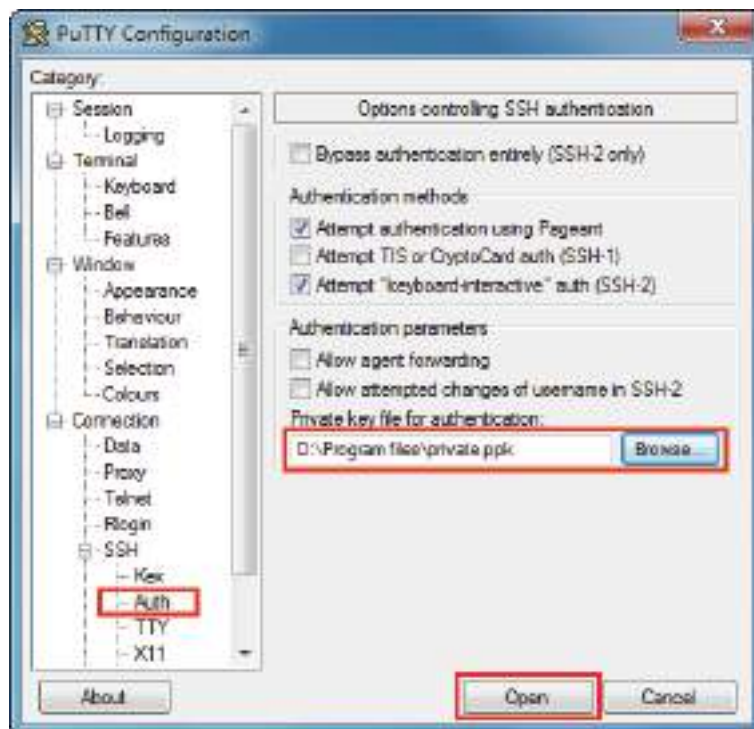 PuTTY Configuration
Category:
Session
Logging
Terminal
Keyboard
Bell
Features
Window
Appearance
Behaviour
Translation
Selection
Colours
Connection
Data
Proxy
Telnet
Rlogin
SSH
Kex
Auth
TTY
X11
Options controlling SSH authentication
Bypass authentication entirely (SSH-2 only)
Authentication methods
Attempt authentication using Pageant
Attempt TIS or CryptoCard auth (SSH-1)
Attempt "keyboard-interactive" auth (SSH-2)
Authentication parameters
Allow agent forwarding
Allow attempted changes of username in SSH-2
Private key file for authentication:
D:\Program files\private.ppk
Browse...
About
Open
Cancel